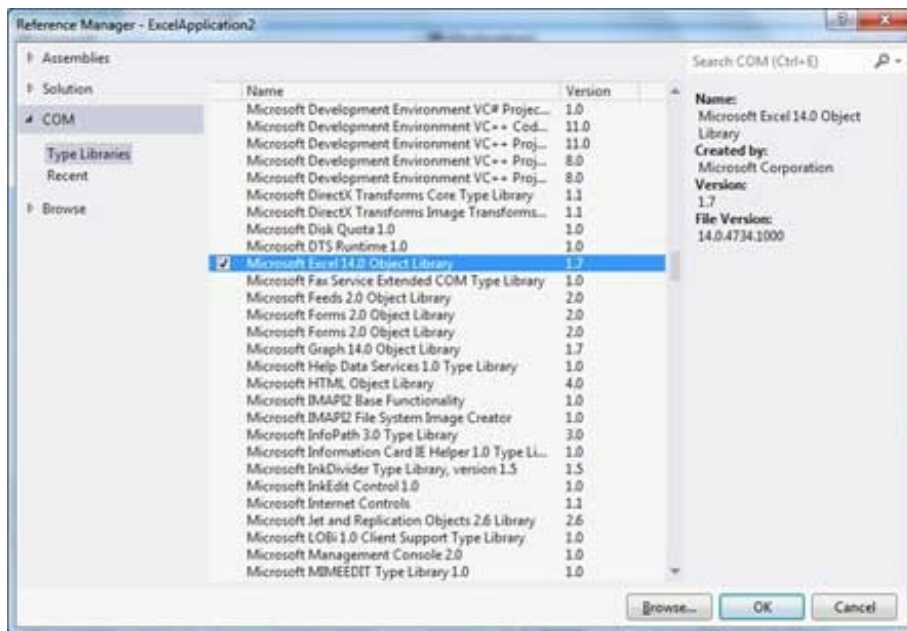 Reference Manager - ExcelApplication2
Assemblies
Solution
COM
Type Libraries
Recent
Browse
Name Version
Microsoft Development Environment VC# Projec... 1.0
Microsoft Development Environment VC++ Cod... 11.0
Microsoft Development Environment VC++ Proj... 11.0
Microsoft Development Environment VC++ Proj... 8.0
Microsoft Development Environment VC++ Proj... 8.0
Microsoft DirectX Transforms Core Type Library 1.1
Microsoft DirectX Transforms Image Transforms... 1.1
Microsoft Disk Quota 1.0 1.0
Microsoft DTS Runtime 1.0 1.0
Microsoft Excel 14.0 Object Library 1.7
Microsoft Fax Service Extended COM Type Library 1.0
Microsoft Feeds 2.0 Object Library 2.0
Microsoft Forms 2.0 Object Library 2.0
Microsoft Forms 2.0 Object Library 2.0
Microsoft Graph 14.0 Object Library 1.7
Microsoft Help Data Services 1.0 Type Library 1.0
Microsoft HTML Object Library 4.0
Microsoft IMAPI2 Base Functionality 1.0
Microsoft IMAPI2 File System Image Creator 1.0
Microsoft InfoPath 3.0 Type Library 3.0
Microsoft Information Card IE Helper 1.0 Type Li... 1.0
Microsoft InkDivider Type Library, version 1.5 1.5
Microsoft InkEdit Control 1.0 1.0
Microsoft Internet Controls 1.1
Microsoft Jet and Replication Objects 2.6 Library 2.6
Microsoft LOBi 1.0 Client Support Type Library 1.0
Microsoft Management Console 2.0 1.0
Microsoft MIMEEDIT Type Library 1.0 1.0
Search COM (Ctrl+E)
Name:
Microsoft Excel 14.0 Object
Library
Created by:
Microsoft Corporation
Version:
1.7
File Version:
14.0.4734.1000
Browse... OK Cancel